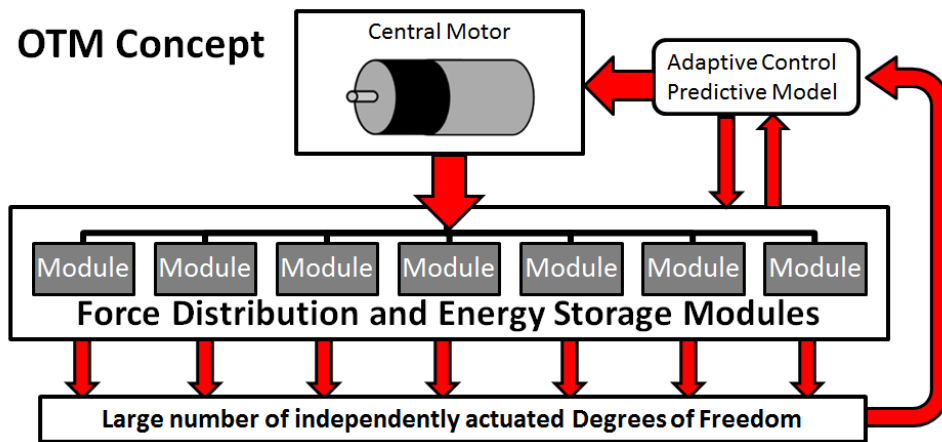 OTM Concept
Central Motor
Adaptive Control
Predictive Model
Module Module Module Module Module Module Module
Force Distribution and Energy Storage Modules
Large number of independently actuated Degrees of Freedom